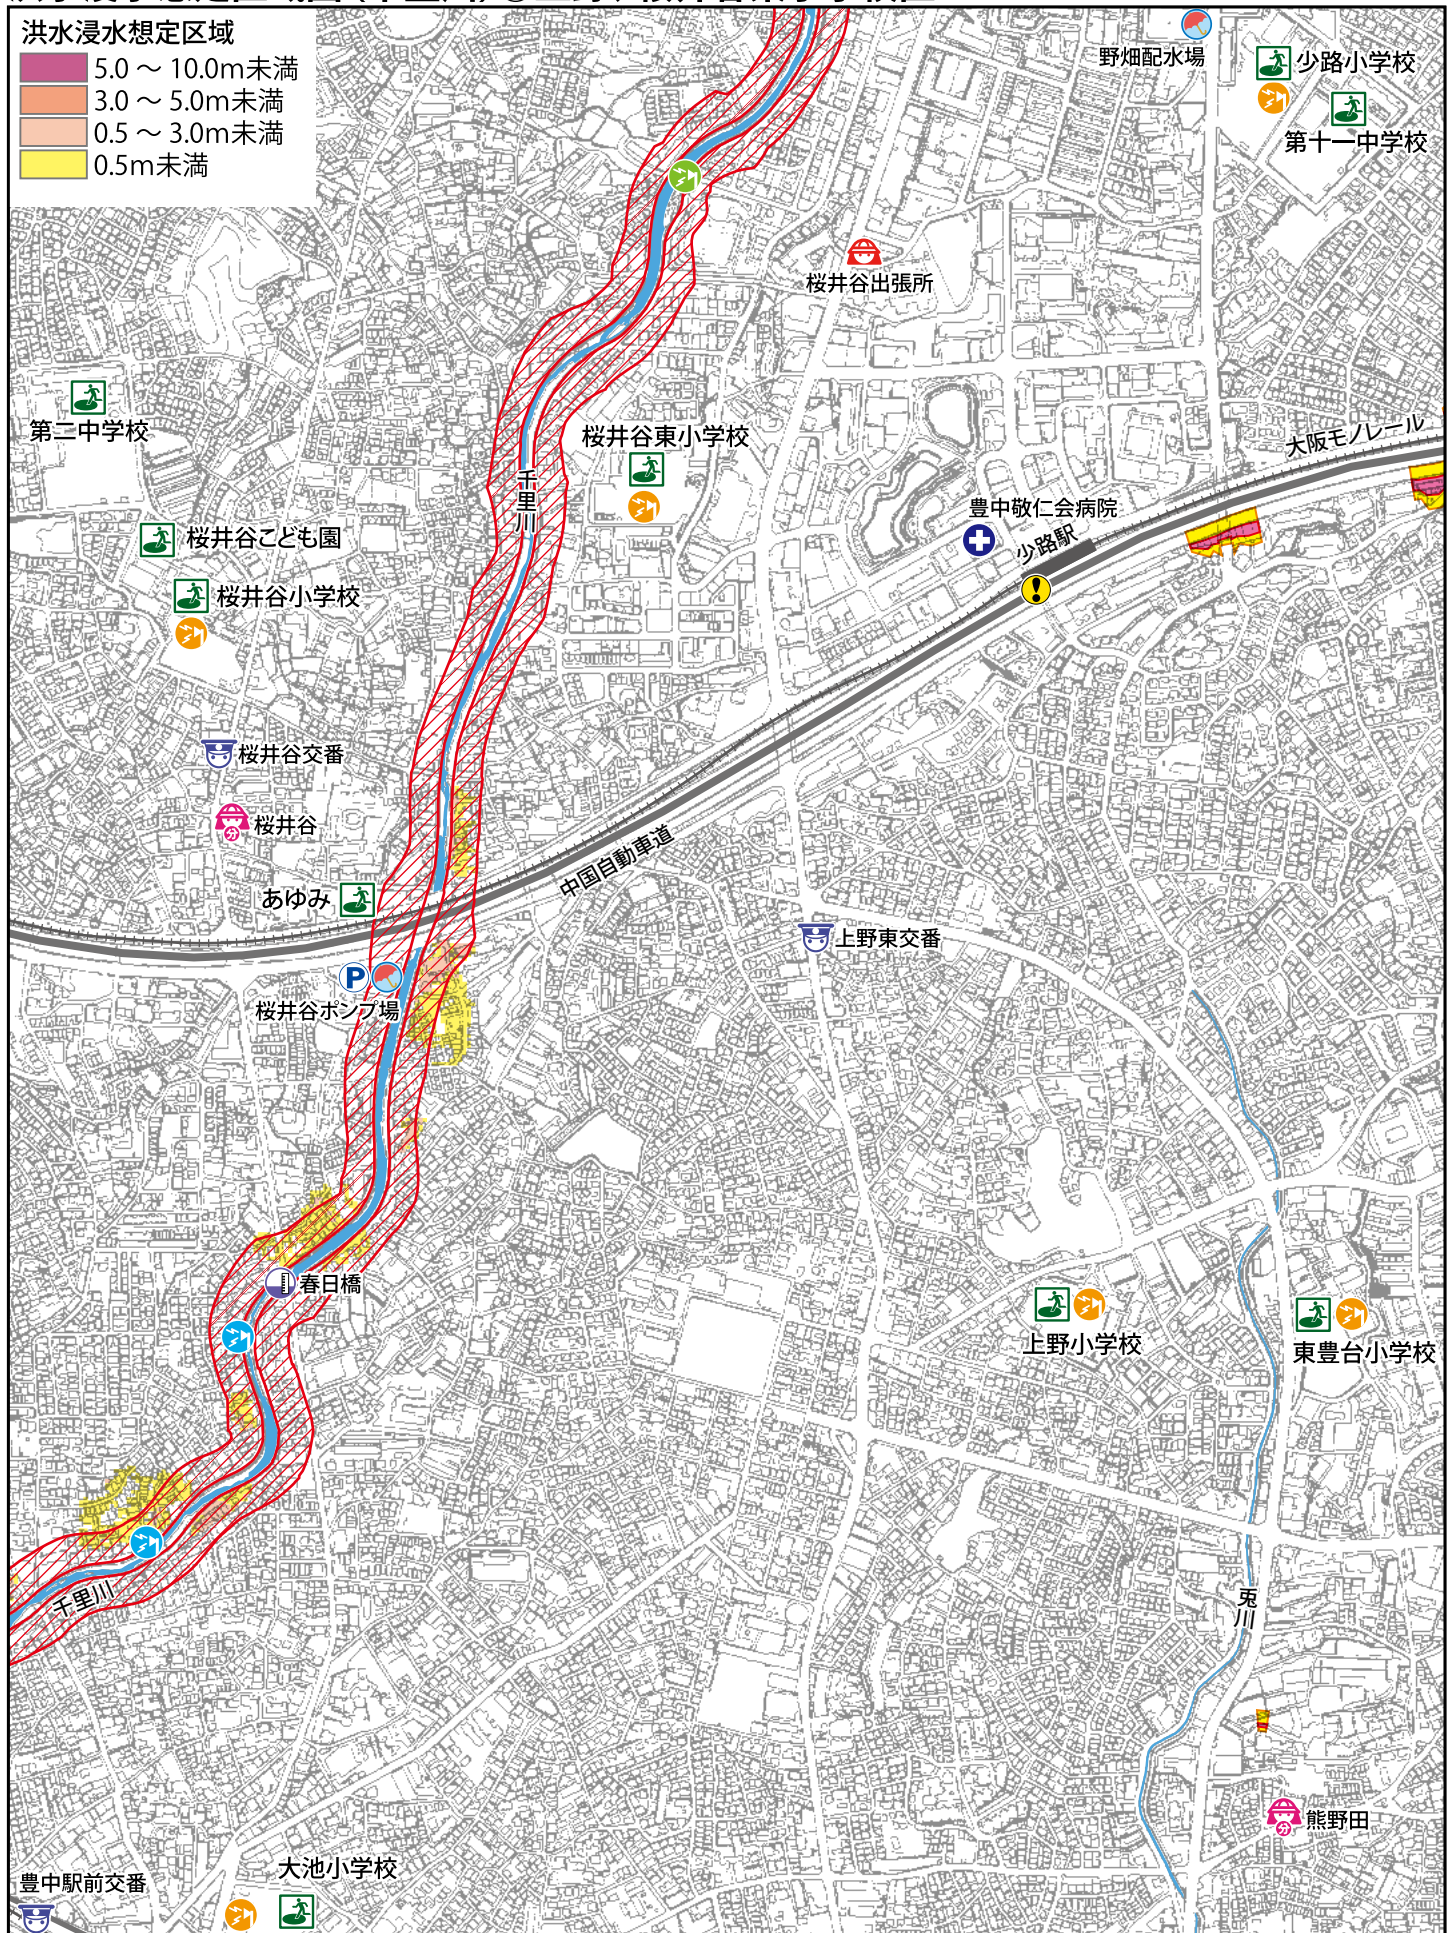 洪水浸水想定区域
5.0 ～ 10.0m未満
3.0 ～ 5.0m未満
0.5 ～ 3.0m未満
0.5m未満
野畑配水場
少路小学校
第十一中学校
桜井谷出張所
第二中学校
桜井谷東小学校
大阪モノレール
千里川
豊中敬仁会病院
少路駅
桜井谷こども園
桜井谷小学校
桜井谷交番
分
桜井谷
中国自動車道
あゆみ
上野東交番
P
桜井谷ポンプ場
春日橋
上野小学校
東豊台小学校
千里川
兎川
分
熊野田
大池小学校
豊中駅前交番